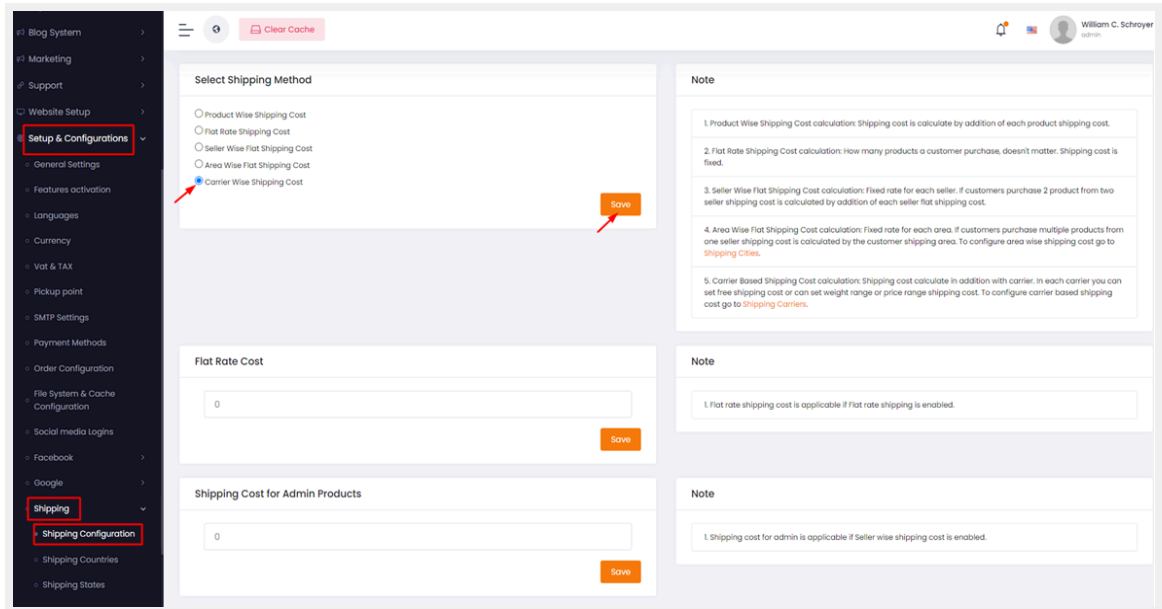 Blog System
Marketing
Support
Website Setup
Setup & Configurations
General Settings
Features activation
Languages
Currency
Vat & TAX
Pickup point
SMTP Settings
Payment Methods
Order Configuration
File System & Cache
Configuration
Social media Logins
Facebook
Google
Shipping
Shipping Configuration
Shipping Countries
Shipping States
Clear Cache
William C. Schroyer
admin
Select Shipping Method
Product Wise Shipping Cost
Flat Rate Shipping Cost
Seller Wise Flat Shipping Cost
Area Wise Flat Shipping Cost
Carrier Wise Shipping Cost
Save
Note
1. Product Wise Shipping Cost calculation: Shipping cost is calculate by addition of each product shipping cost.
2. Flat Rate Shipping Cost calculation: How many products a customer purchase, doesn't matter. Shipping cost is
fixed.
3. Seller Wise Flat Shipping Cost calculation: Fixed rate for each seller. If customers purchase 2 product from two
seller shipping cost is calculated by addition of each seller flat shipping cost.
4. Area Wise Flat Shipping Cost calculation: Fixed rate for each area. If customers purchase multiple products from
one seller shipping cost is calculated by the customer shipping area. To configure area wise shipping cost go to
Shipping Cities.
5. Carrier Based Shipping Cost calculation: Shipping cost calculate in addition with carrier. In each carrier you can
set free shipping cost or can set weight range or price range shipping cost. To configure carrier based shipping
cost go to Shipping Carriers.
Flat Rate Cost
0
Save
Note
1. Flat rate shipping cost is applicable if Flat rate shipping is enabled.
Shipping Cost for Admin Products
0
Save
Note
1. Shipping cost for admin is applicable if Seller wise shipping cost is enabled.